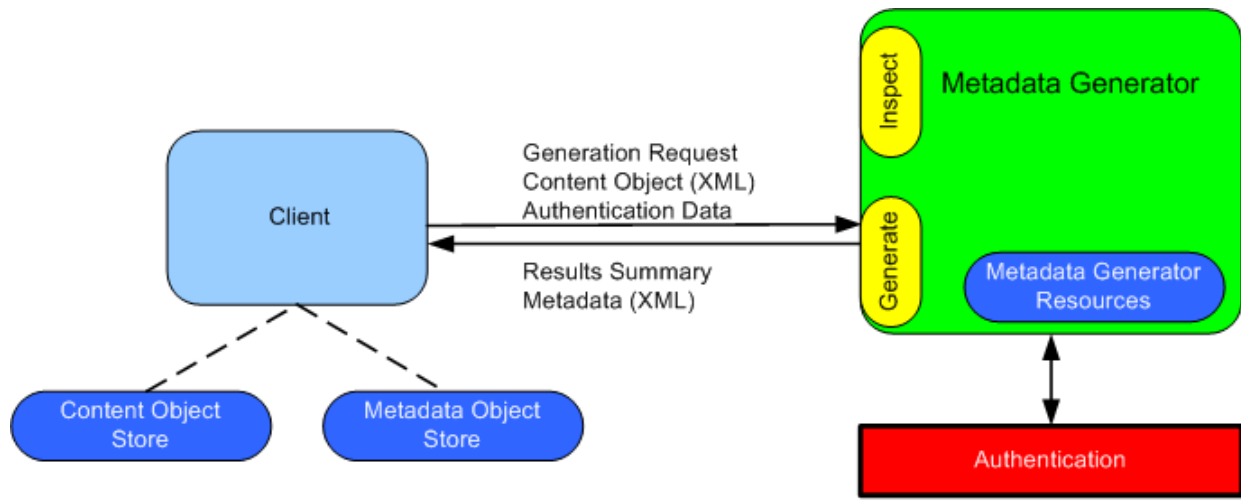 Client
Generation Request
Content Object (XML)
Authentication Data
Results Summary
Metadata (XML)
Content Object
Store
Metadata Object
Store
Inspect
Metadata Generator
Generate
Metadata Generator
Resources
Authentication